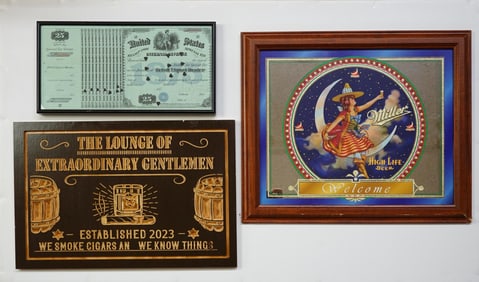 25
United States
25
THE LOUNGE OF
EXTRAORDINARY GENTLEMEN
ESTABLISHED 2023
WE SMOKE CIGARS AN WE KNOW THINGS
Miller
HIGH LIFE
BEER
Welcome